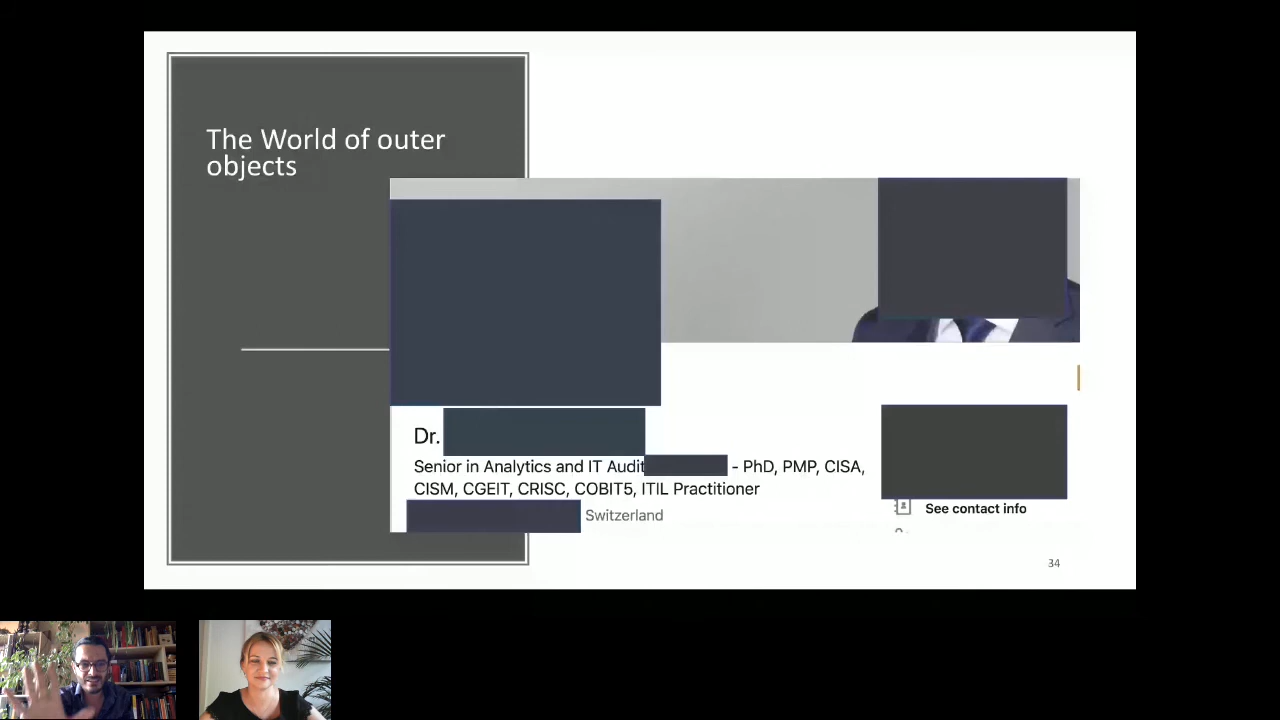 The World of outer
objects
Dr.
Senior in Analytics and IT Audit - PhD, PMP, CISA,
CISM, CGEIT, CRISC, COBIT5, ITIL Practitioner
Switzerland
See contact info
34